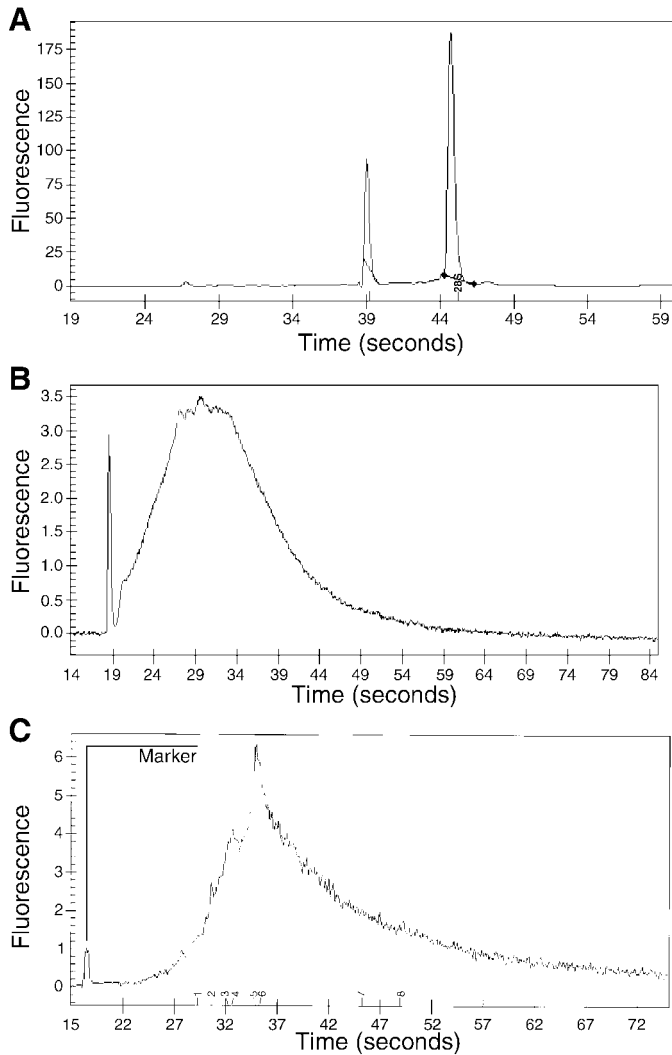 A
Fluorescence
175
150
125
100
75
50
25
0
28S
19 24 29 34 39 44 49 54 59
Time (seconds)
B
Fluorescence
3.5
3.0
2.5
2.0
1.5
1.0
0.5
0.0
14 19 24 29 34 39 44 49 54 59 64 69 74 79 84
Time (seconds)
C
Fluorescence
Marker
6
5
4
3
2
1
0
1 2 3 4 5 6 7 8
15 22 27 32 37 42 47 52 57 62 67 72
Time (seconds)